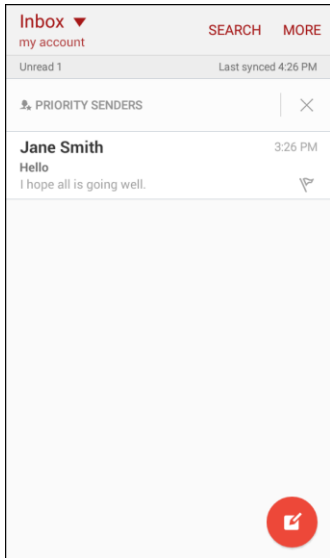 Inbox
my account
SEARCH MORE
Unread 1 Last synced 4:26 PM
PRIORITY SENDERS
Jane Smith 3:26 PM
Hello
I hope all is going well.